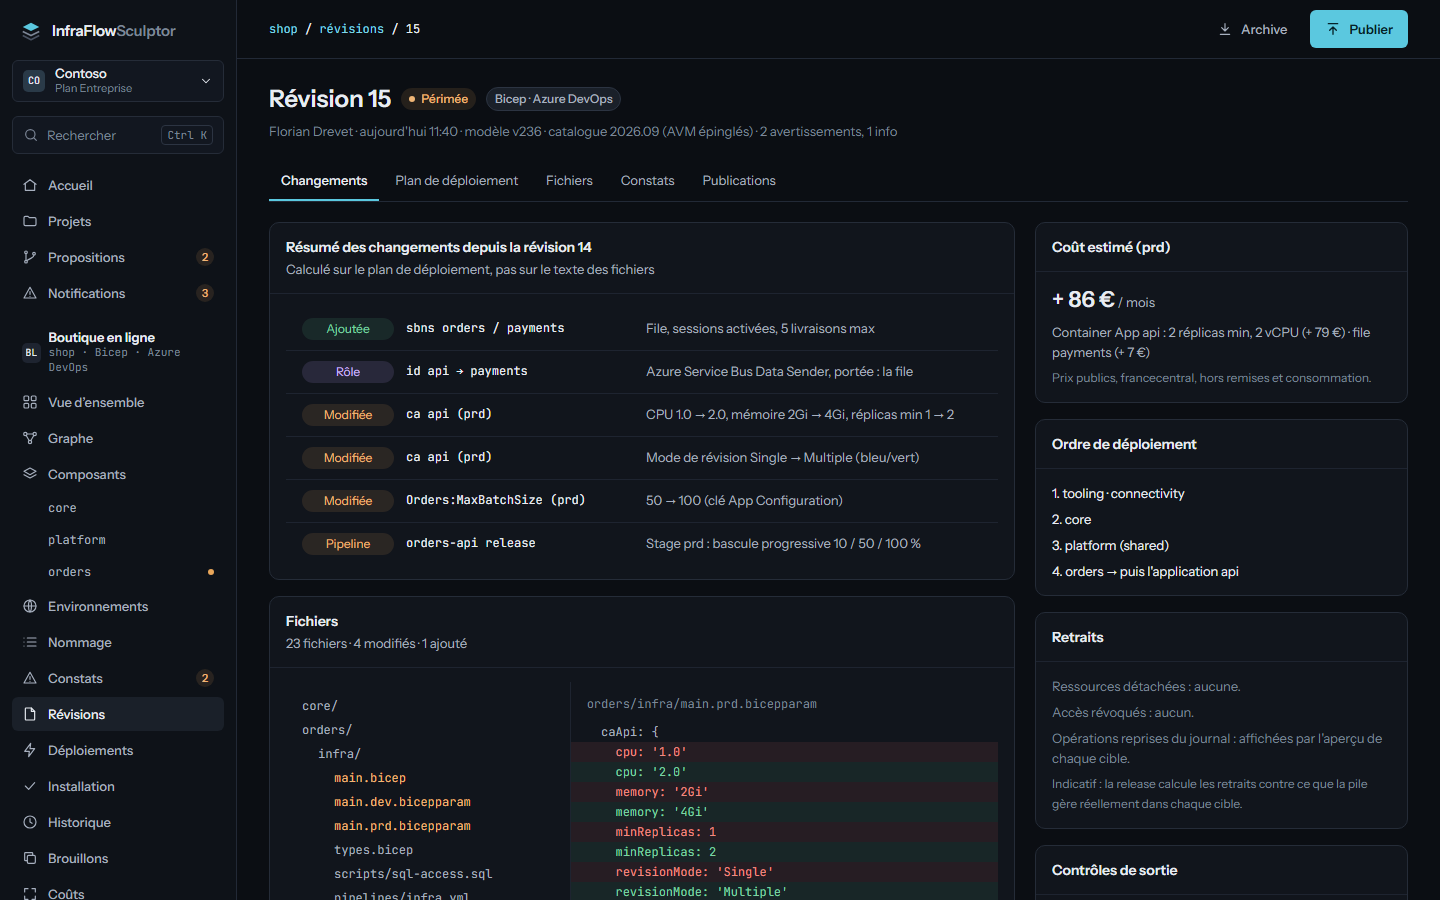 InfraFlowSculptor
CO
Contoso
Plan Entreprise
Rechercher
Ctrl K
Accueil
Projets
Propositions
2
Notifications
3
BL
Boutique en ligne
shop · Bicep · Azure
DevOps
Vue d'ensemble
Graphe
Composants
core
platform
orders
Environnements
Nommage
Constats
2
Révisions
Déploiements
Installation
Historique
Brouillons
Coûts
shop / révisions / 15
Archive
Publier
Révision 15
Périmée
Bicep · Azure DevOps
Florian Drevet · aujourd'hui 11:40 · modèle v236 · catalogue 2026.09 (AVM épinglés) · 2 avertissements, 1 info
Changements
Plan de déploiement
Fichiers
Constats
Publications
Résumé des changements depuis la révision 14
Calculé sur le plan de déploiement, pas sur le texte des fichiers
Ajoutée
sbns orders / payments
File, sessions activées, 5 livraisons max
Rôle
id api → payments
Azure Service Bus Data Sender, portée : la file
Modifiée
ca api (prd)
CPU 1.0 → 2.0, mémoire 2Gi → 4Gi, réplicas min 1 → 2
Modifiée
ca api (prd)
Mode de révision Single → Multiple (bleu/vert)
Modifiée
Orders:MaxBatchSize (prd)
50 → 100 (clé App Configuration)
Pipeline
orders-api release
Stage prd : bascule progressive 10 / 50 / 100 %
Fichiers
23 fichiers · 4 modifiés · 1 ajouté
core/
orders/
infra/
main.bicep
main.dev.bicepparam
main.prd.bicepparam
types.bicep
scripts/sql-access.sql
pipelines/infra.yml
orders/infra/main.prd.bicepparam
caApi: {
cpu: '1.0'
cpu: '2.0'
memory: '2Gi'
memory: '4Gi'
minReplicas: 1
minReplicas: 2
revisionMode: 'Single'
revisionMode: 'Multiple'
Coût estimé (prd)
+ 86 € / mois
Container App api : 2 réplicas min, 2 vCPU (+ 79 €) · file
payments (+ 7 €)
Prix publics, francecentral, hors remises et consommation.
Ordre de déploiement
1. tooling · connectivity
2. core
3. platform (shared)
4. orders → puis l'application api
Retraits
Ressources détachées : aucune.
Accès révoqués : aucun.
Opérations reprises du journal : affichées par l'aperçu de
chaque cible.
Indicatif : la release calcule les retraits contre ce que la pile
gère réellement dans chaque cible.
Contrôles de sortie